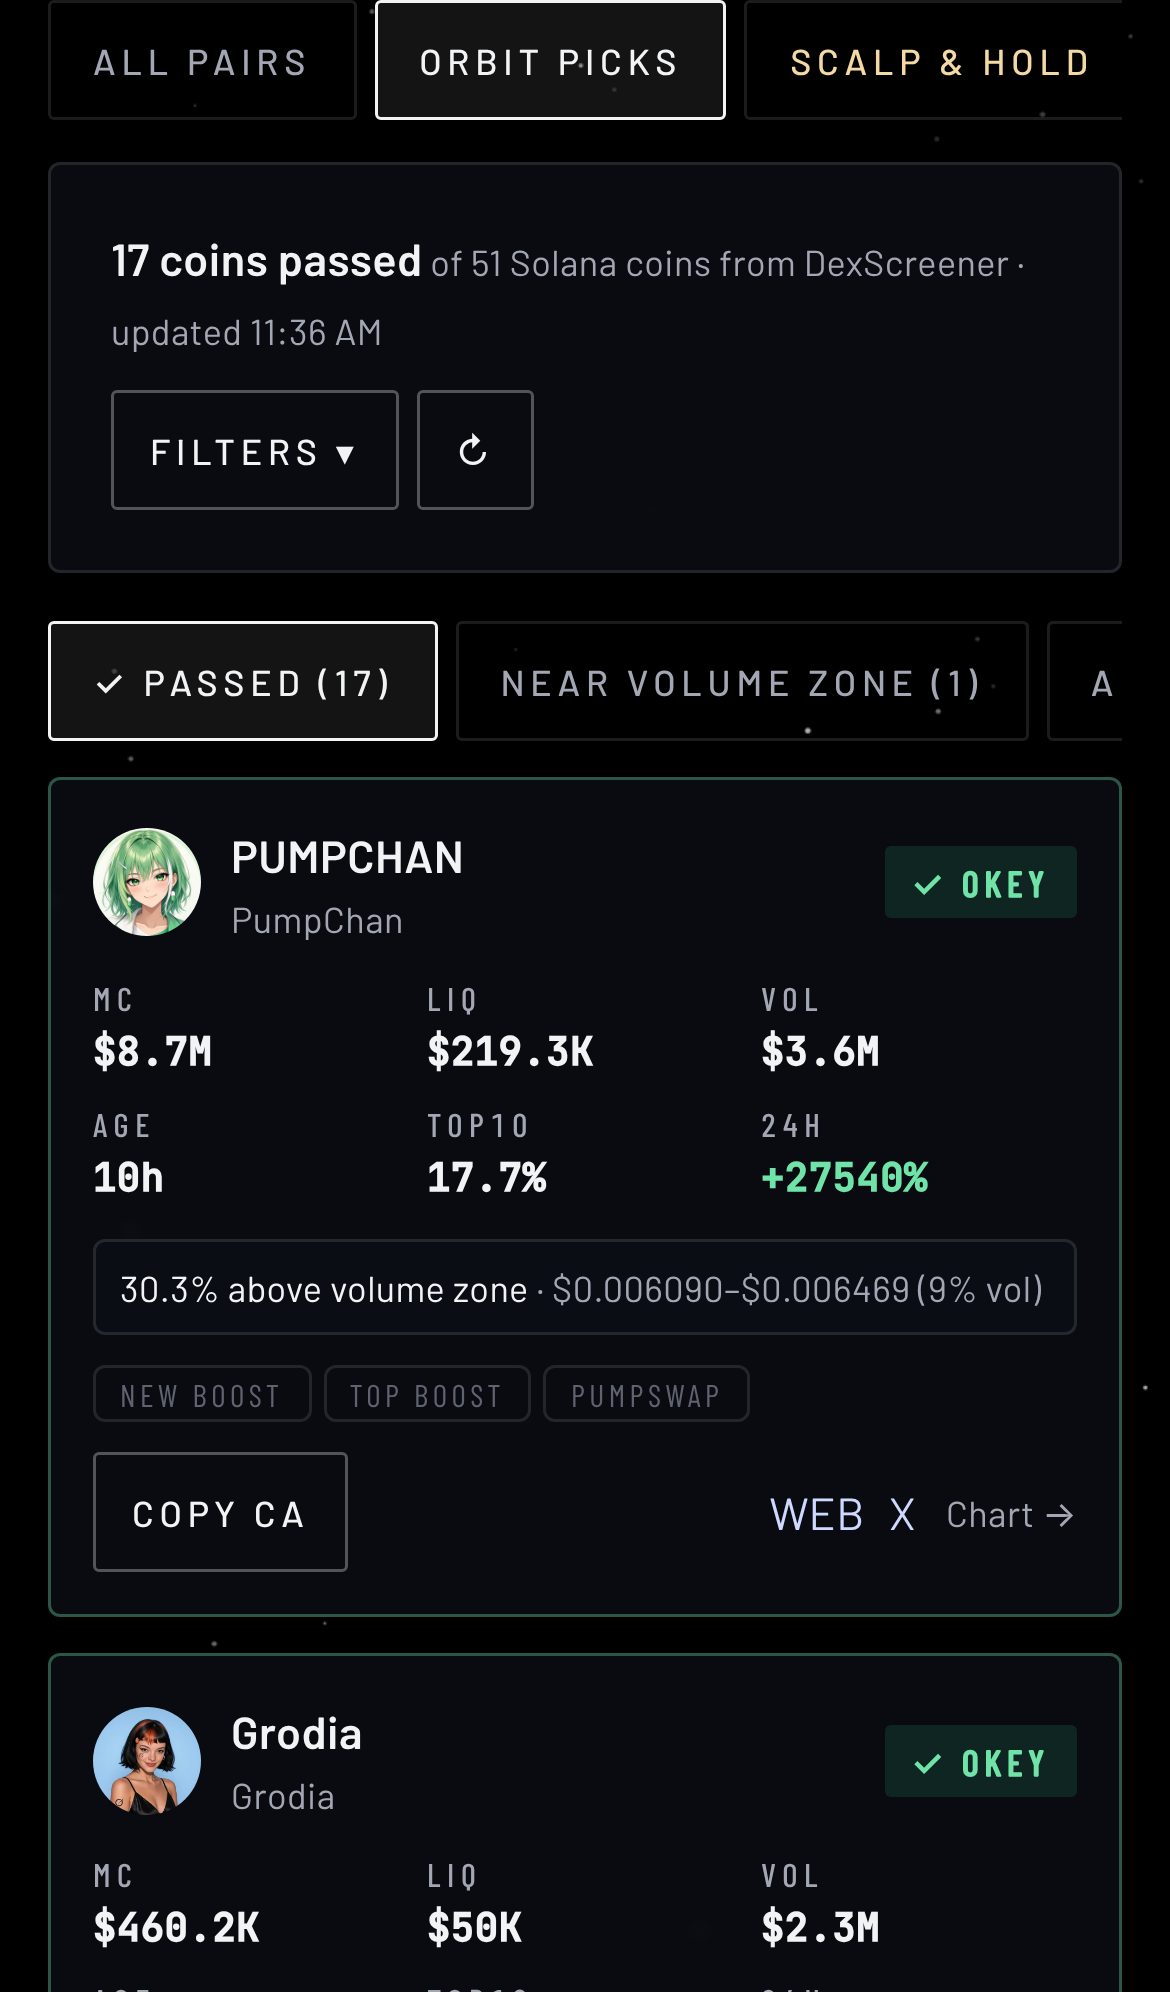 ALL PAIRS
ORBIT PICKS
SCALP & HOLD
17 coins passed of 51 Solana coins from DexScreener ·
updated 11:36 AM
FILTERS ▼
↻
✓ PASSED (17)
NEAR VOLUME ZONE (1)
A
PUMPCHAN
PumpChan
✓ OKEY
MC
LIQ
VOL
$8.7M
$219.3K
$3.6M
AGE
TOP10
24H
10h
17.7%
+27540%
30.3% above volume zone · $0.006090–$0.006469 (9% vol)
NEW BOOST
TOP BOOST
PUMPSWAP
COPY CA
WEB X Chart →
Grodia
Grodia
✓ OKEY
MC
LIQ
VOL
$460.2K
$50K
$2.3M